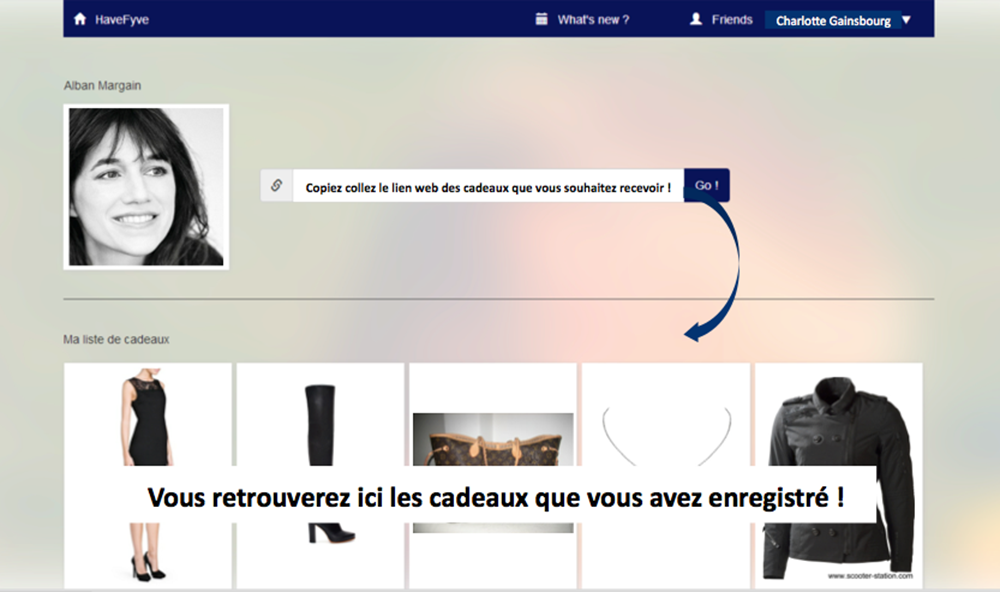 HaveFyve What's new ? Friends Charlotte Gainsbourg
Alban Margain
Copiez collez le lien web des cadeaux que vous souhaitez recevoir ! Go !
Ma liste de cadeaux
Vous retrouverez ici les cadeaux que vous avez enregistré !
www.scooter-station.com